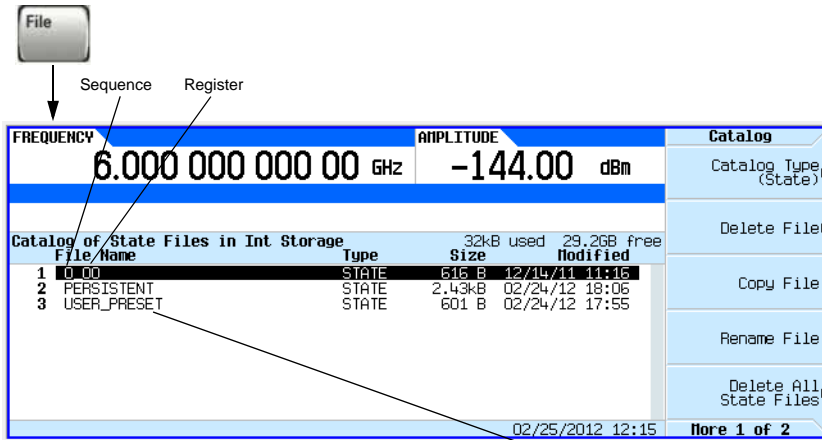 File
Sequence Register
FREQUENCY AMPLITUDE Catalog
6.000 000 000 00 GHz -144.00 dBm
Catalog Type
(State)
Delete File
Catalog of State Files in Int Storage 32kB used 29.2GB free
File Name Type Size Modified
1 0_00 STATE 616 B 12/14/11 11:16
2 PERSISTENT STATE 2.43kB 02/24/12 18:06
3 USER_PRESET STATE 601 B 02/24/12 17:55
Copy File
Rename File
Delete All
State Files
02/25/2012 12:15 More 1 of 2